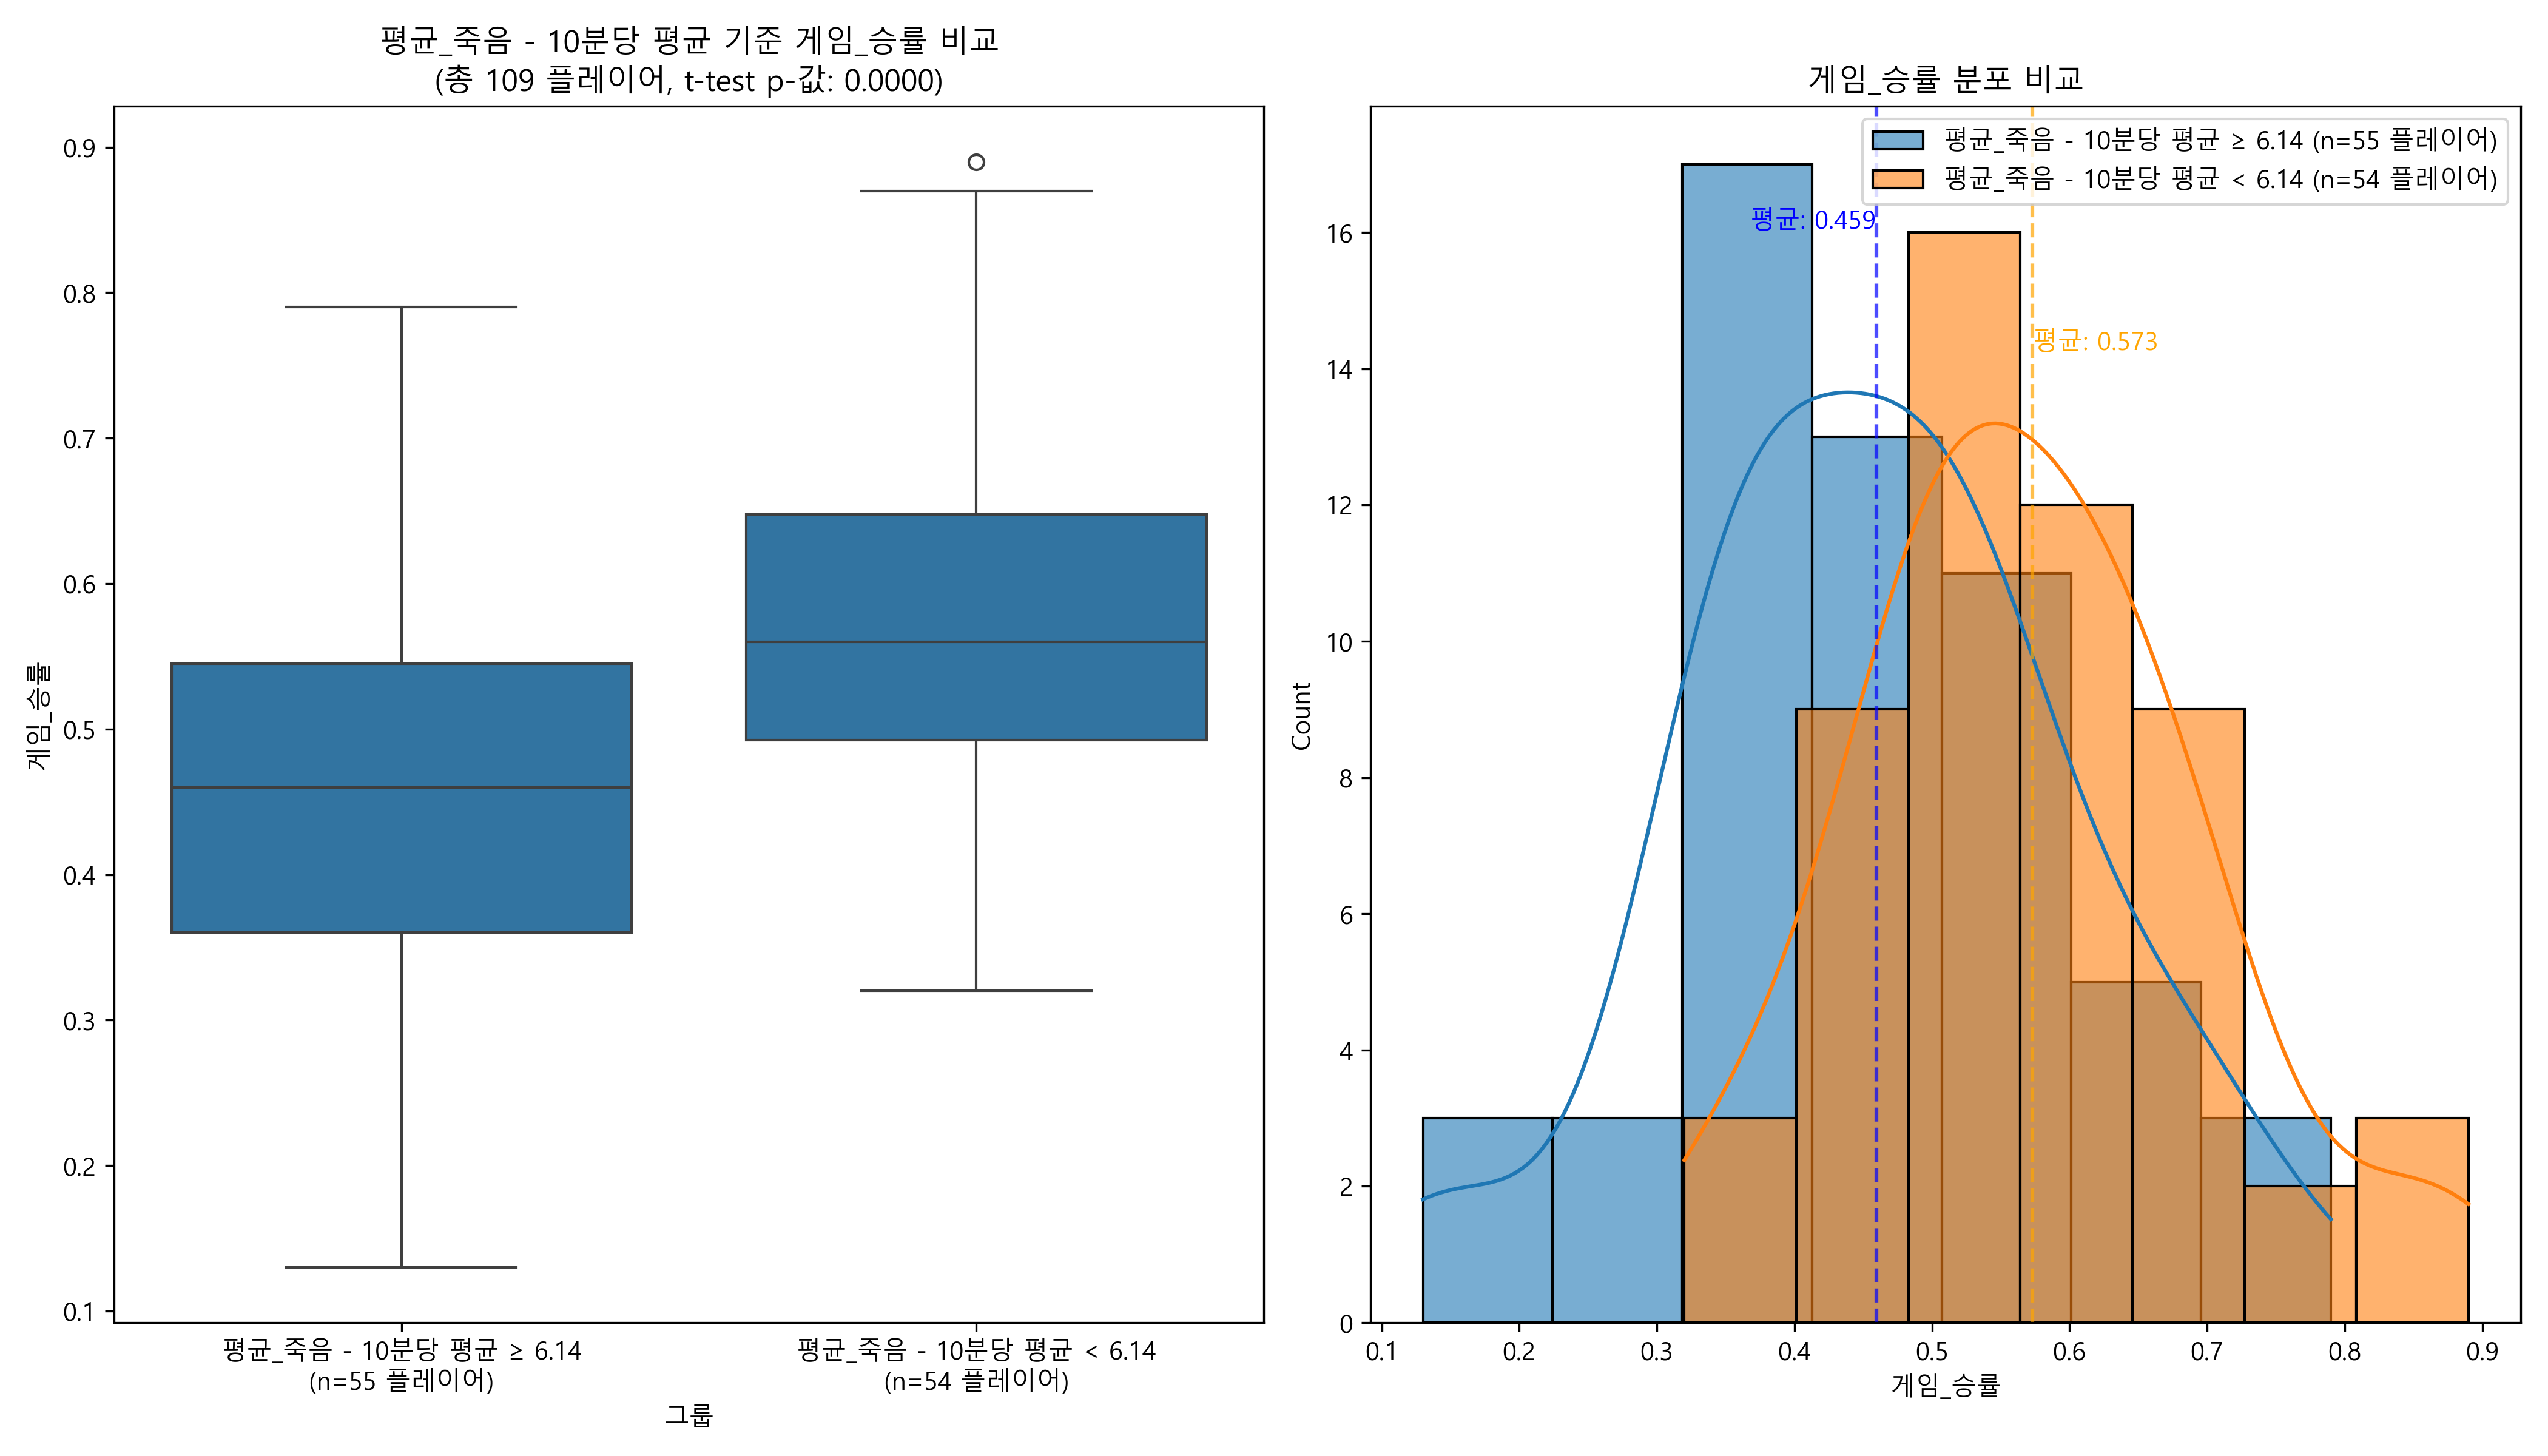 평균_죽음 - 10분당 평균 기준 게임_승률 비교
(총 109 플레이어, t-test p-값: 0.0000)
게임_승률
0.9
0.8
0.7
0.6
0.5
0.4
0.3
0.2
0.1
평균_죽음 - 10분당 평균 ≥ 6.14
(n=55 플레이어)
평균_죽음 - 10분당 평균 < 6.14
(n=54 플레이어)
그룹
게임_승률 분포 비교
평균_죽음 - 10분당 평균 ≥ 6.14 (n=55 플레이어)
평균_죽음 - 10분당 평균 < 6.14 (n=54 플레이어)
평균: 0.459
평균: 0.573
Count
16
14
12
10
8
6
4
2
0
0.1 0.2 0.3 0.4 0.5 0.6 0.7 0.8 0.9
게임_승률